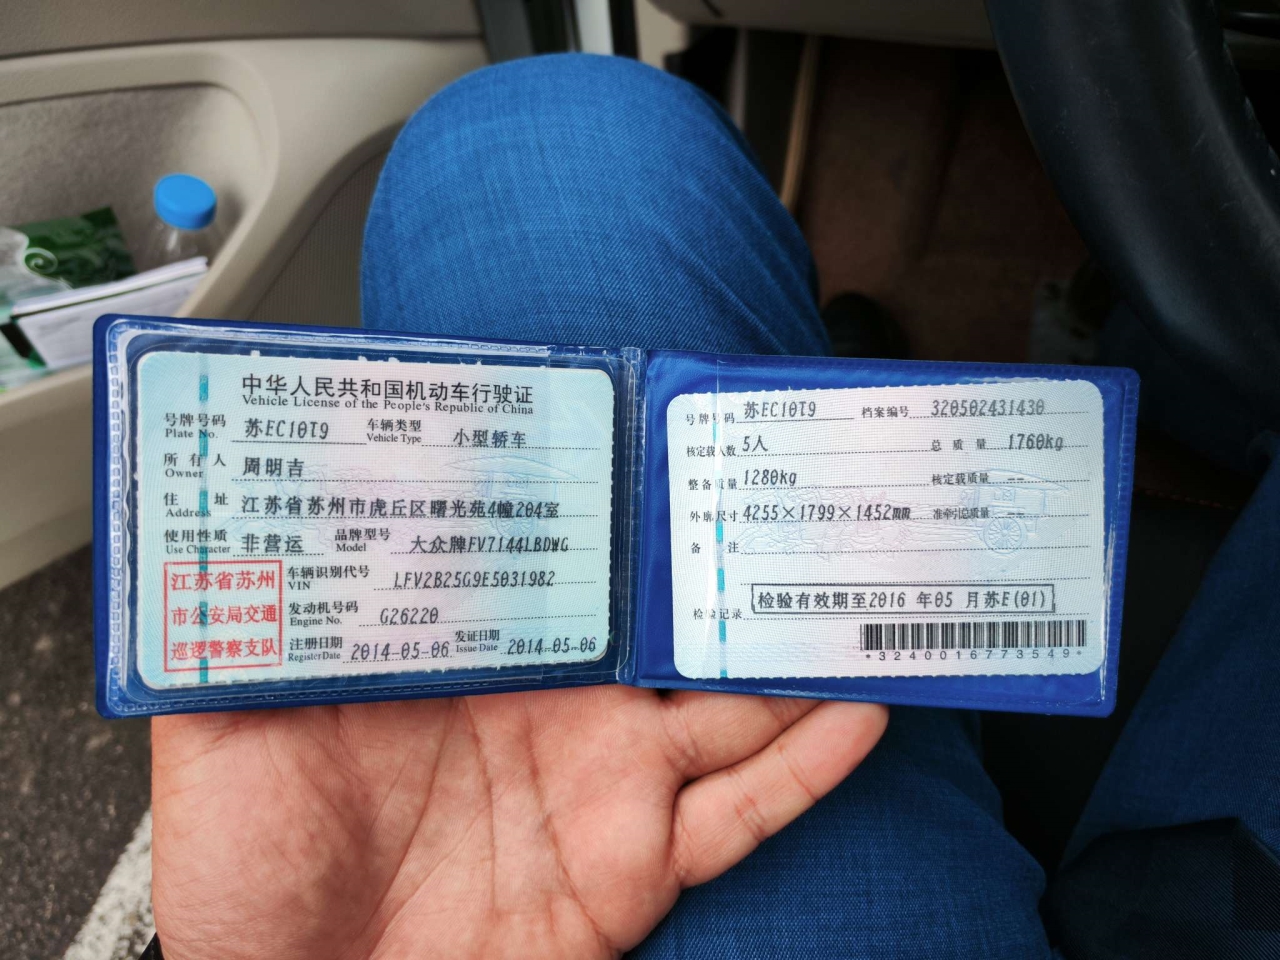 中华人民共和国机动车行驶证
Vehicle License of the People's Republic of China
号牌号码 苏EC10T9 车辆类型 小型轿车
Plate No. Vehicle Type
所有人 周明吉
Owner
住址 江苏省苏州市虎丘区曙光苑4幢204室
Address
使用性质 非营运 品牌型号 大众牌FV7144LBDWG
Use Character Model
江苏省苏州
市公安局交通
巡逻警察支队
车辆识别代号 LFV2B25G9E5031982
VIN
发动机号码 G26220
Engine No.
注册日期 2014-05-06 发证日期 2014-05-06
Register Date Issue Date
号牌号码 苏EC10T9 档案编号 320502431430
核定载人数 5人 总质量 1760kg
整备质量 1280kg 核定载质量 --
外廓尺寸 4255×1799×1452mm 准牵引总质量 --
备注
检验记录 检验有效期至2016 年05 月苏E(01)
*3240016773549*